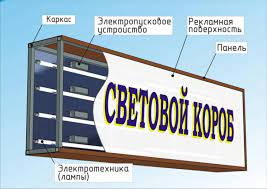 Каркас
Электропусковое
устройство
Рекламная
поверхность
Панель
СВЕТОВОЙ КОРОБ
Электротехника
(лампы)